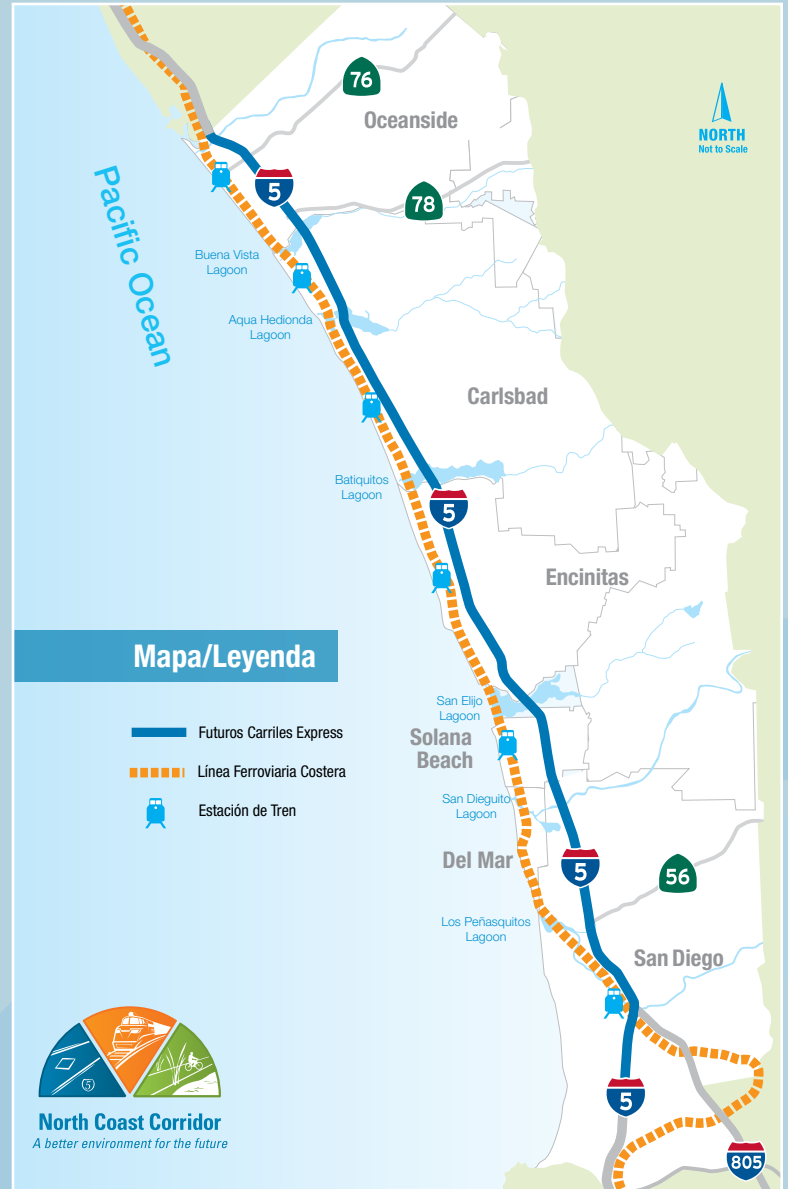 76
Oceanside
NORTH
Not to Scale
5
78
Pacific Ocean
Buena Vista
Lagoon
Aqua Hedionda
Lagoon
Carlsbad
Batiquitos
Lagoon
5
Encinitas
Mapa/Leyenda
San Elijo
Lagoon
Futuros Carriles Express
Solana
Beach
Línea Ferroviaria Costera
San Dieguito
Lagoon
Estación de Tren
Del Mar
5
56
Los Peñasquitos
Lagoon
San Diego
5
5
North Coast Corridor
A better environment for the future
805